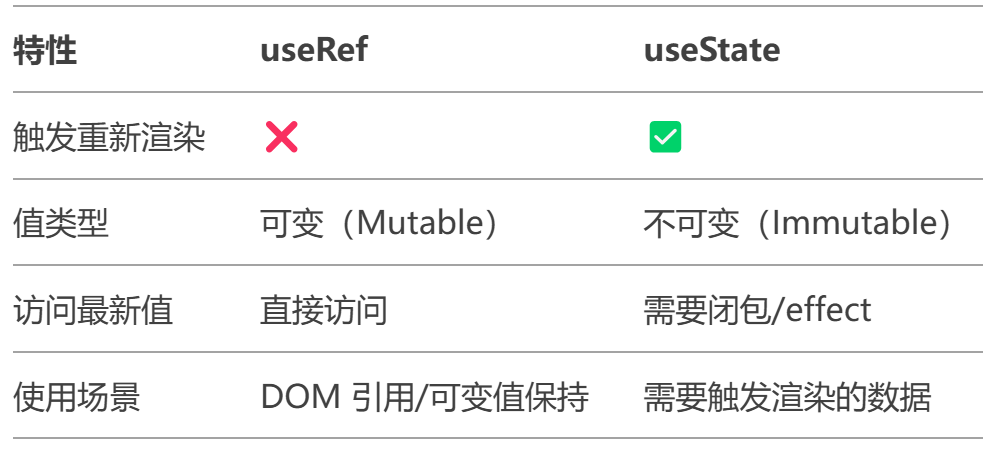 特性 useRef useState
触发重新渲染 ❌ ✅
值类型 可变（Mutable） 不可变（Immutable）
访问最新值 直接访问 需要闭包/effect
使用场景 DOM 引用/可变值保持 需要触发渲染的数据